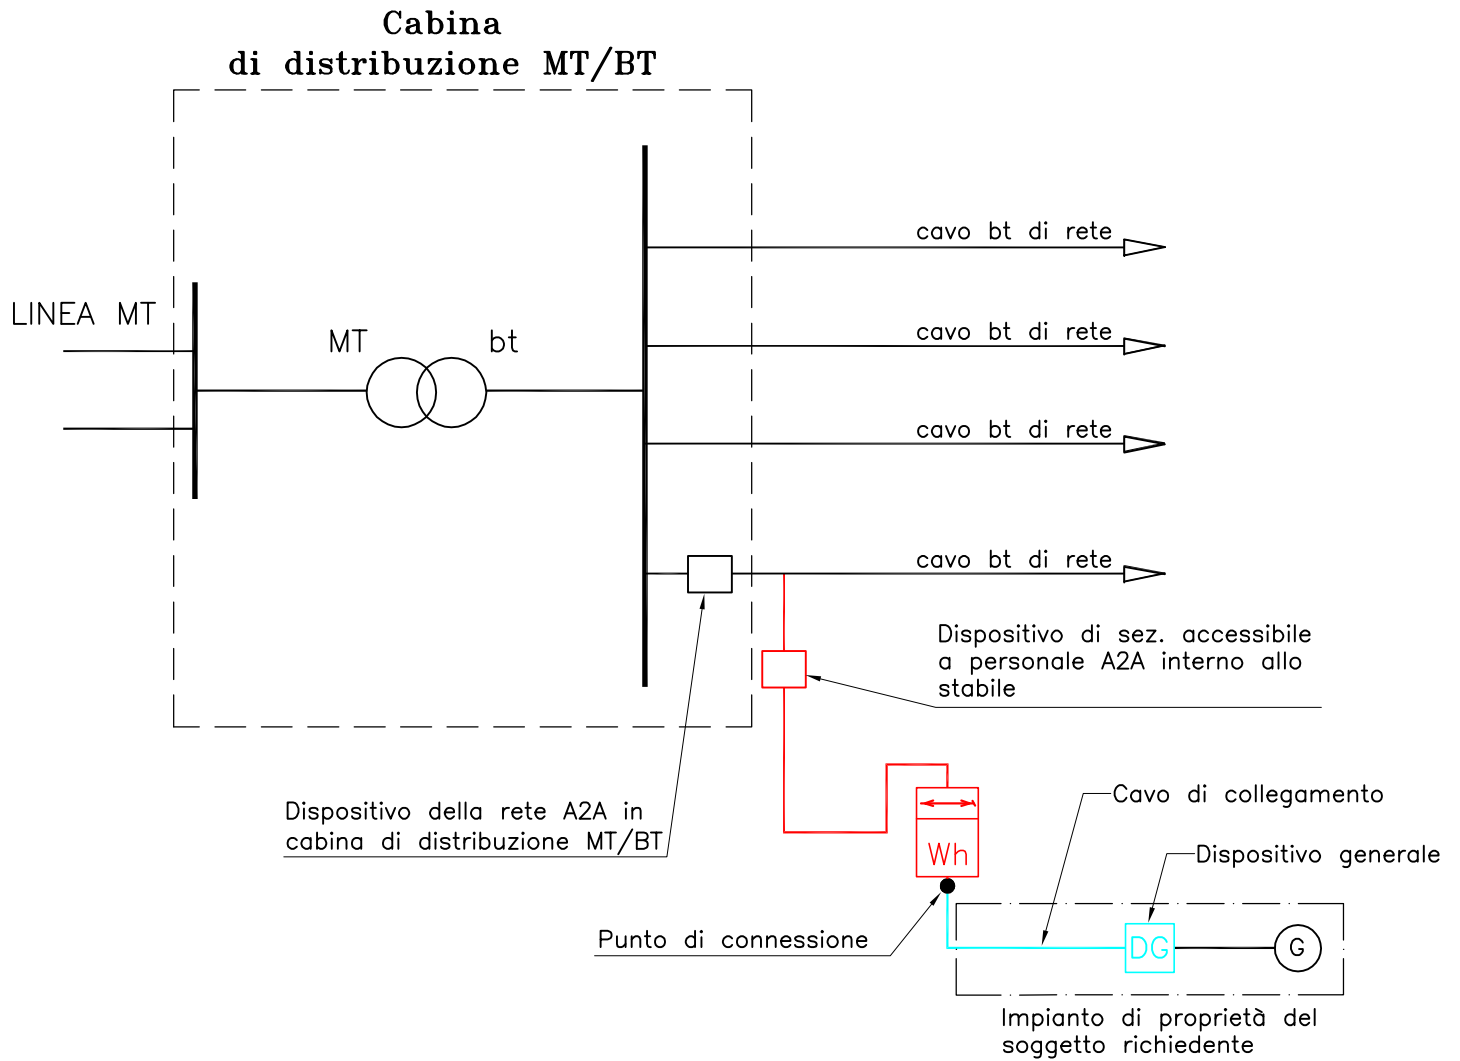 Cabina
di distribuzione MT/BT
cavo bt di rete
LINEA MT
MT
bt
cavo bt di rete
cavo bt di rete
cavo bt di rete
Dispositivo di sez. accessibile
a personale A2A interno allo
stabile
Dispositivo della rete A2A in
cabina di distribuzione MT/BT
Cavo di collegamento
Wh
Dispositivo generale
Punto di connessione
DG
G
Impianto di proprietà del
soggetto richiedente